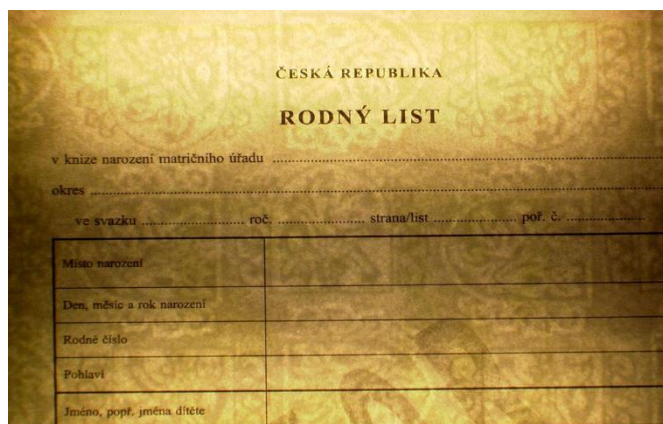 ČESKÁ REPUBLIKA
RODNÝ LIST
v knize narození matričního úřadu ................................................
okres ................................................
ve svazku .................... roč. .................... strana/list .................... poř. č. ....................
Místo narození
Den, měsíc a rok narození
Rodné číslo
Pohlaví
Jméno, popř. jména dítěte